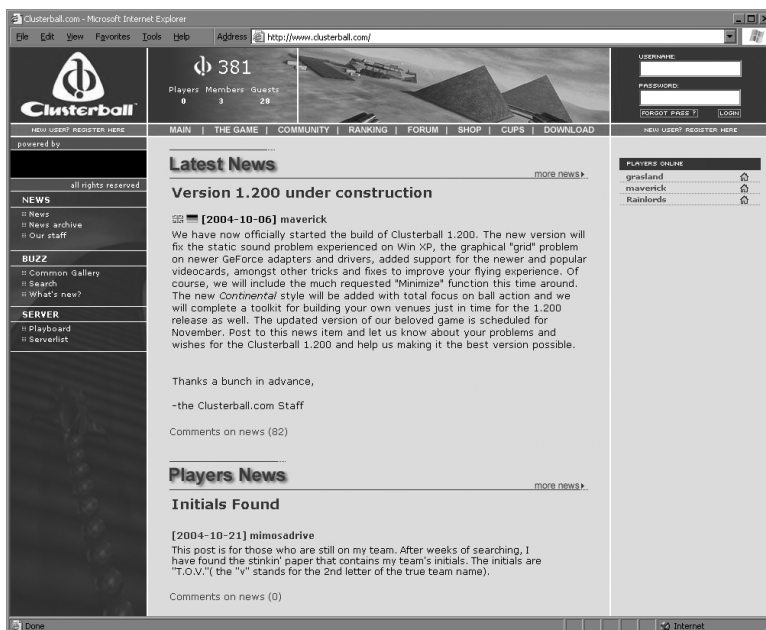 Clusterball.com - Microsoft Internet Explorer
File Edit View Favorites Tools Help Address http://www.clusterball.com/
Clusterball
381
Players Members Guests
0 3 28
USERNAME:
PASSWORD:
FORGOT PASS ? LOGIN
NEW USER? REGISTER HERE
MAIN | THE GAME | COMMUNITY | RANKING | FORUM | SHOP | CUPS | DOWNLOAD
NEW USER? REGISTER HERE
powered by
all rights reserved
NEWS
News
News archive
Our staff
BUZZ
Common Gallery
Search
What's new?
SERVER
Playboard
Serverlist
Latest News
more news
Version 1.200 under construction
[2004-10-06] maverick
We have now officially started the build of Clusterball 1.200. The new version will
fix the static sound problem experienced on Win XP, the graphical "grid" problem
on newer GeForce adapters and drivers, added support for the newer and popular
videocards, amongst other tricks and fixes to improve your flying experience. Of
course, we will include the much requested "Minimize" function this time around.
The new Continental style will be added with total focus on ball action and we
will complete a toolkit for building your own venues just in time for the 1.200
release as well. The updated version of our beloved game is scheduled for
November. Post to this news item and let us know about your problems and
wishes for the Clusterball 1.200 and help us making it the best version possible.
Thanks a bunch in advance,
-the Clusterball.com Staff
Comments on news (82)
Players News
more news
Initials Found
[2004-10-21] mimosadrive
This post is for those who are still on my team. After weeks of searching, I
have found the stinkin' paper that contains my team's initials. The initials are
"T.O.V."( the "v" stands for the 2nd letter of the true team name).
Comments on news (0)
PLAYERS ONLINE
grasland
maverick
Rainlords
Done
Internet